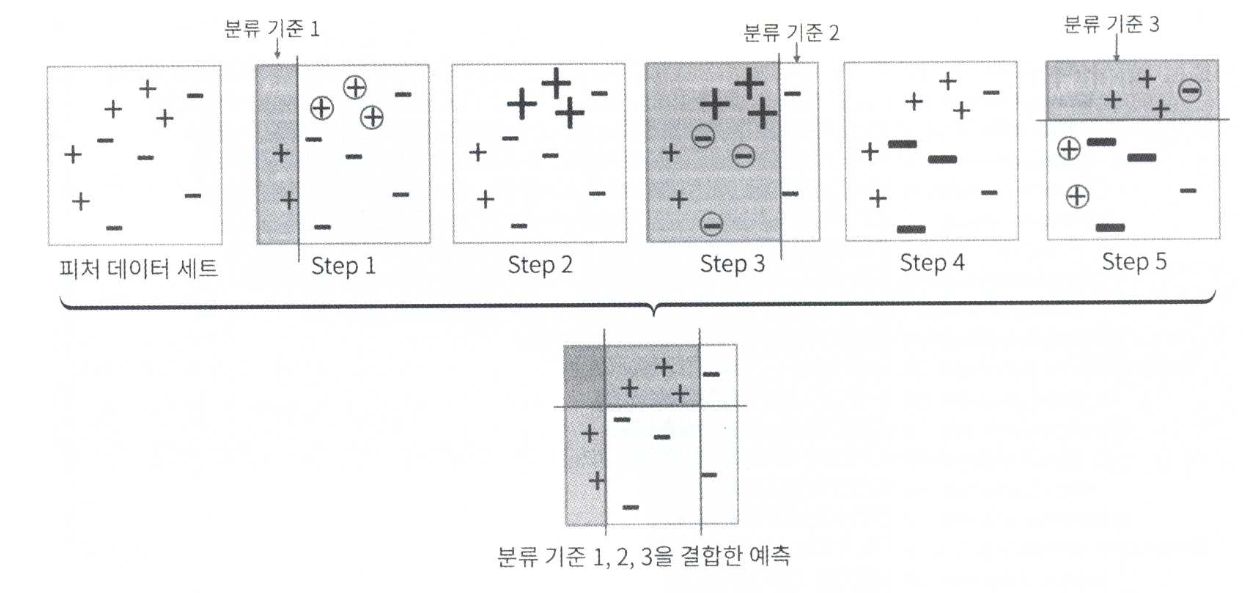 분류 기준 1
분류 기준 2
분류 기준 3
피처 데이터 세트
Step 1
Step 2
Step 3
Step 4
Step 5
분류 기준 1, 2, 3을 결합한 예측